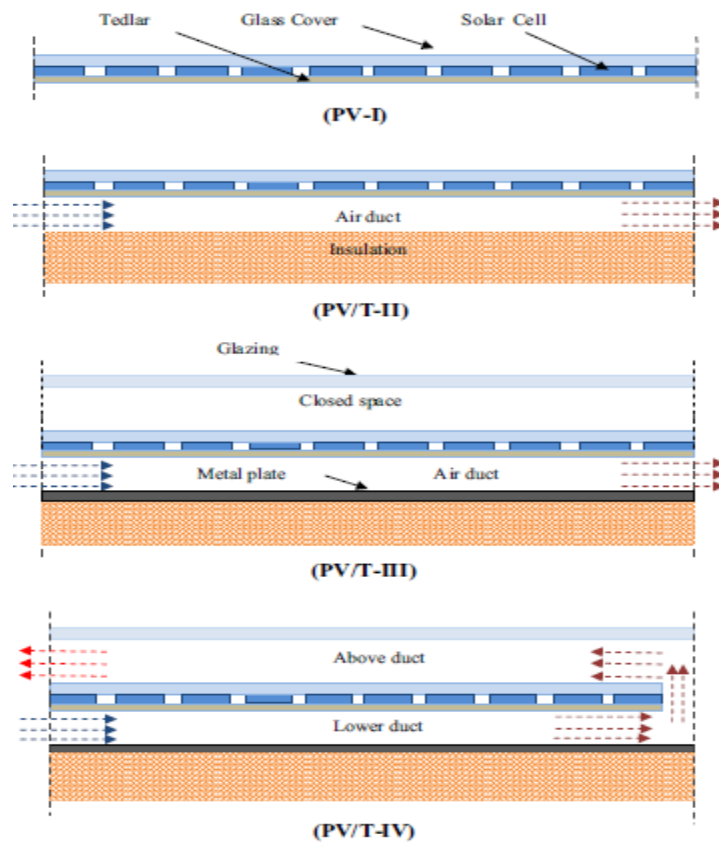 Tedlar Glass Cover Solar Cell
(PV-I)
Air duct
Insulation
(PV/T-II)
Glazing
Closed space
Metal plate Air duct
(PV/T-III)
Above duct
Lower duct
(PV/T-IV)